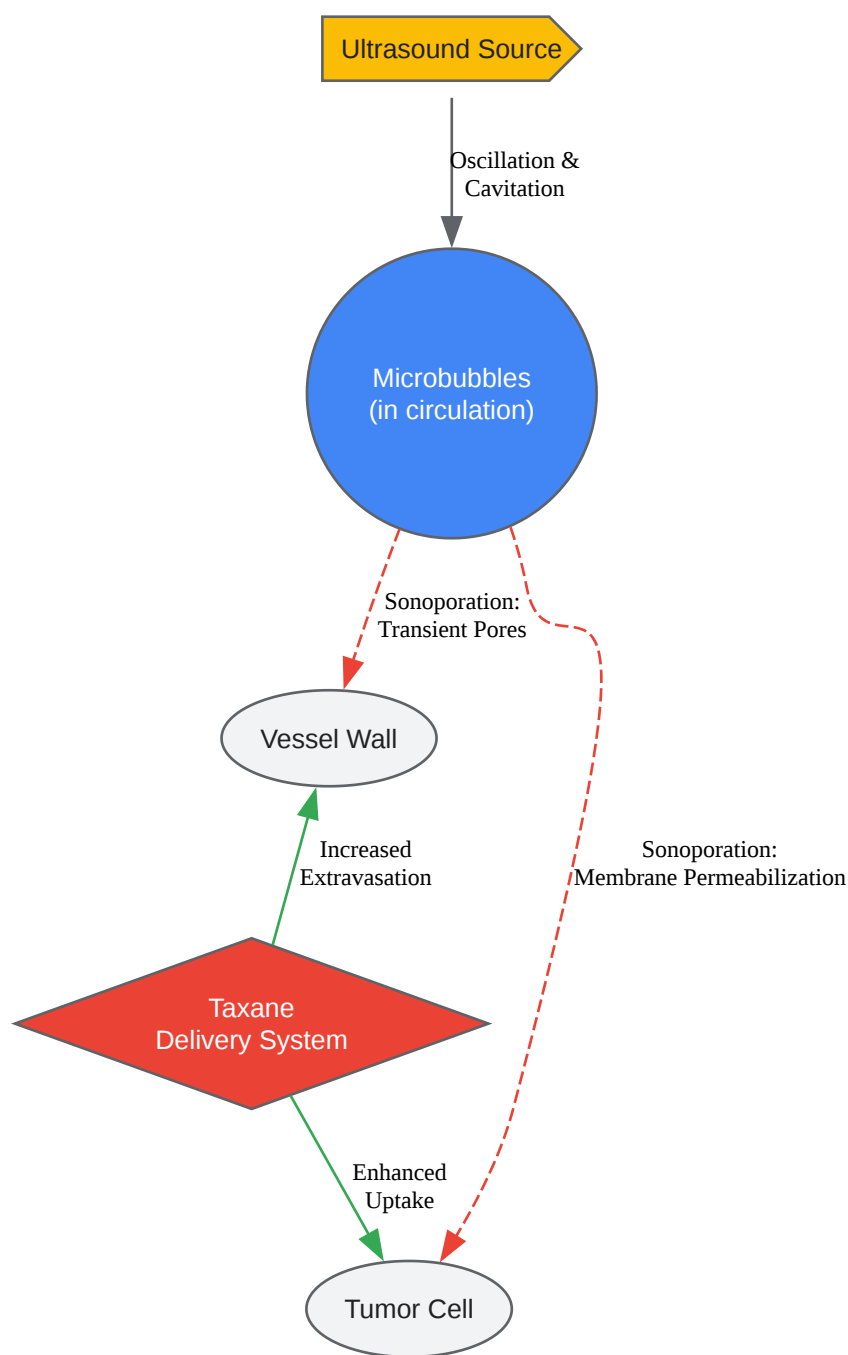 Ultrasound Source
Oscillation &
Cavitation
Microbubbles
(in circulation)
Sonoporation:
Transient Pores
Vessel Wall
Increased
Extravasation
Sonoporation:
Membrane Permeabilization
Taxane
Delivery System
Enhanced
Uptake
Tumor Cell